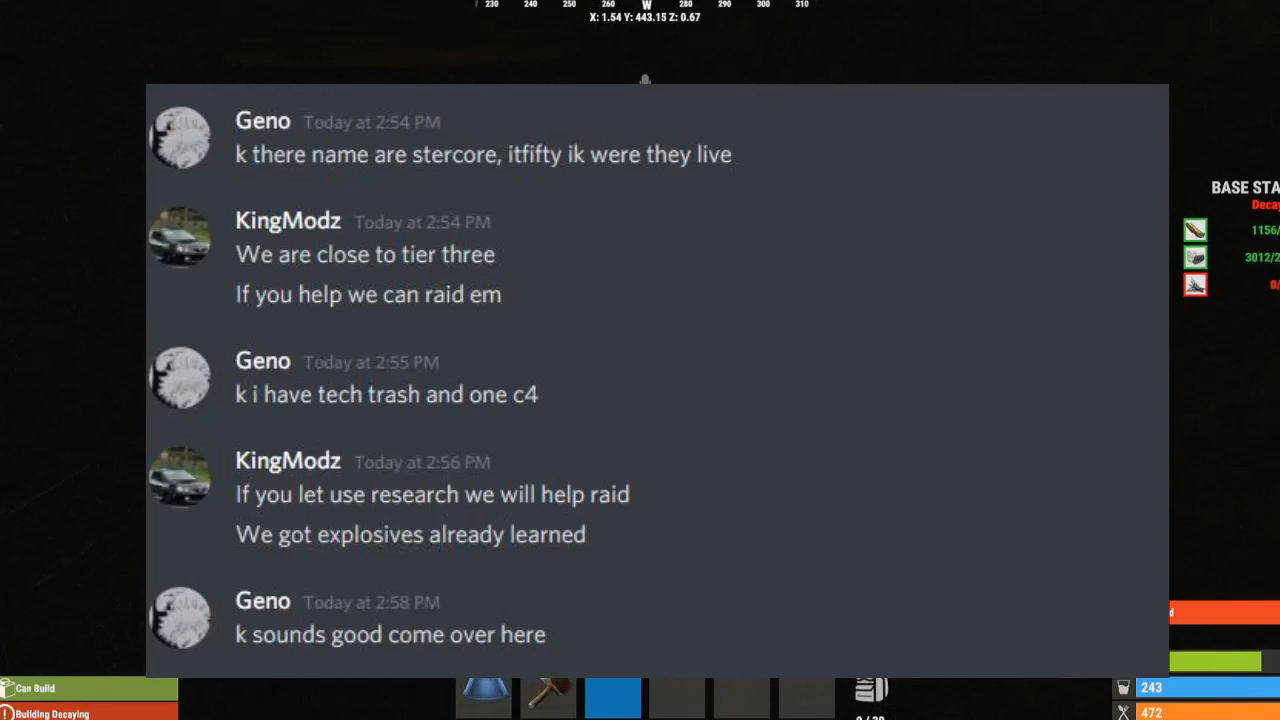 230 240 250 260 W 280 290 300 310
X: 1.54 Y: 443.15 Z: 0.67
Geno Today at 2:54 PM
k there name are stercore, itfifty ik were they live
KingModz Today at 2:54 PM
We are close to tier three
If you help we can raid em
Geno Today at 2:55 PM
k i have tech trash and one c4
KingModz Today at 2:56 PM
If you let use research we will help raid
We got explosives already learned
Geno Today at 2:58 PM
k sounds good come over here
BASE STA
Decay
1156/
3012/2
0/
d
Can Build
Building Decaying
243
472